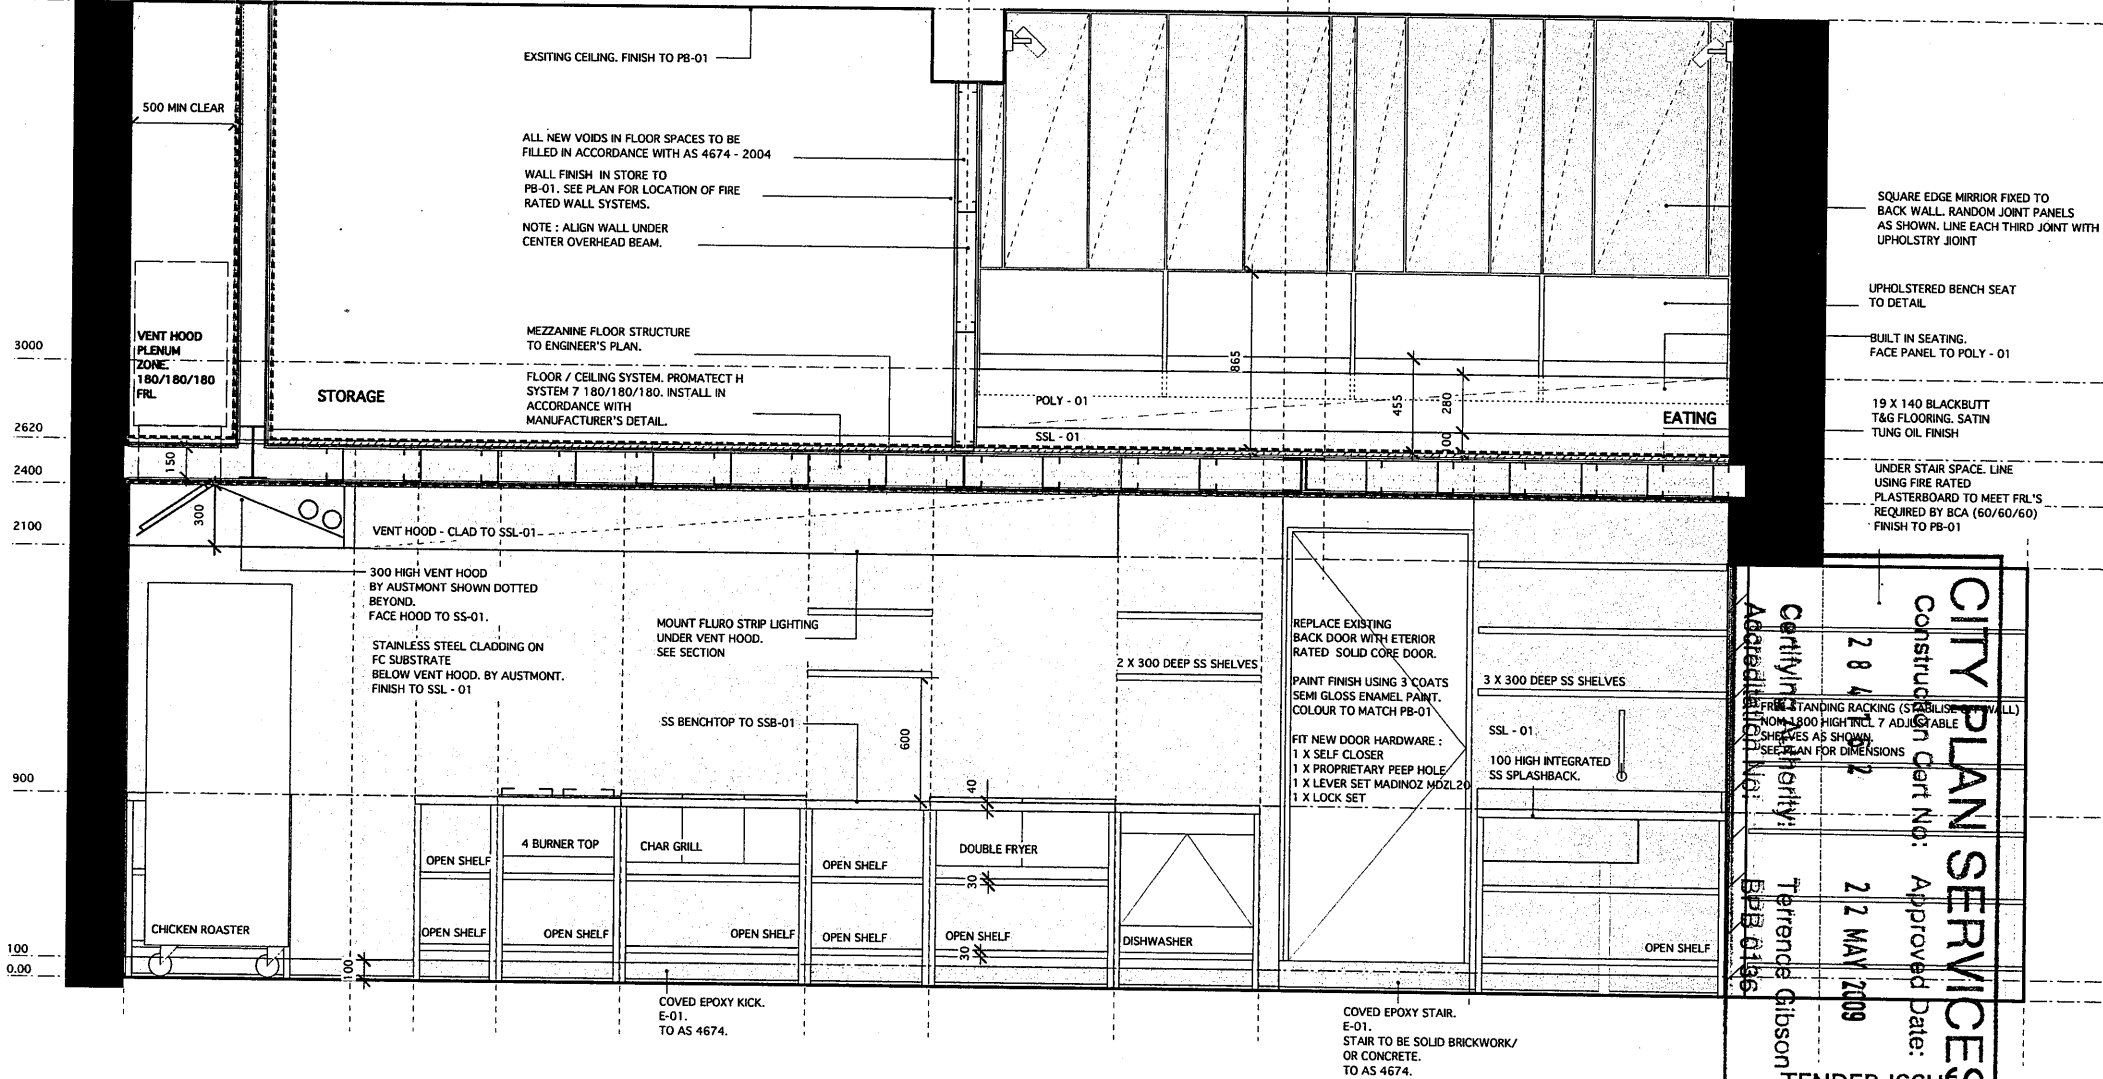 EXSITING CEILING. FINISH TO PB-01
500 MIN CLEAR
ALL NEW VOIDS IN FLOOR SPACES TO BE
FILLED IN ACCORDANCE WITH AS 4674 - 2004
WALL FINISH IN STORE TO
PB-01. SEE PLAN FOR LOCATION OF FIRE
RATED WALL SYSTEMS.
NOTE : ALIGN WALL UNDER
CENTER OVERHEAD BEAM.
SQUARE EDGE MIRRIOR FIXED TO
BACK WALL. RANDOM JOINT PANELS
AS SHOWN. LINE EACH THIRD JOINT WITH
UPHOLSTRY JIOINT
UPHOLSTERED BENCH SEAT
TO DETAIL
BUILT IN SEATING.
FACE PANEL TO POLY - 01
19 X 140 BLACKBUTT
T&G FLOORING. SATIN
TUNG OIL FINISH
UNDER STAIR SPACE. LINE
USING FIRE RATED
PLASTERBOARD TO MEET FRL'S
REQUIRED BY BCA (60/60/60)
FINISH TO PB-01
VENT HOOD
PLENUM
ZONE.
180/180/180
FRL
STORAGE
MEZZANINE FLOOR STRUCTURE
TO ENGINEER'S PLAN.
FLOOR / CEILING SYSTEM. PROMATECT H
SYSTEM 7 180/180/180. INSTALL IN
ACCORDANCE WITH
MANUFACTURER'S DETAIL.
POLY - 01
SSL - 01
865
455
280
EATING
3000
2620
2400
2100
900
100
0.00
150
300
VENT HOOD - CLAD TO SSL-01
300 HIGH VENT HOOD
BY AUSTMONT SHOWN DOTTED
BEYOND.
FACE HOOD TO SS-01.
STAINLESS STEEL CLADDING ON
FC SUBSTRATE
BELOW VENT HOOD. BY AUSTMONT.
FINISH TO SSL - 01
MOUNT FLURO STRIP LIGHTING
UNDER VENT HOOD.
SEE SECTION
SS BENCHTOP TO SSB-01
600
40
2 X 300 DEEP SS SHELVES
REPLACE EXISTING
BACK DOOR WITH ETERIOR
RATED SOLID CORE DOOR.
PAINT FINISH USING 3 COATS
SEMI GLOSS ENAMEL PAINT.
COLOUR TO MATCH PB-01
FIT NEW DOOR HARDWARE :
1 X SELF CLOSER
1 X PROPRIETARY PEEP HOLE
1 X LEVER SET MADINOZ MDZL20
1 X LOCK SET
3 X 300 DEEP SS SHELVES
SSL - 01
100 HIGH INTEGRATED
SS SPLASHBACK.
FREE STANDING RACKING (STABILISE WALL)
NOM 1800 HIGH INCL 7 ADJUSTABLE
SHELVES AS SHOWN.
SEE PLAN FOR DIMENSIONS
CHICKEN ROASTER
OPEN SHELF
4 BURNER TOP
CHAR GRILL
OPEN SHELF
DOUBLE FRYER
30
OPEN SHELF
OPEN SHELF
OPEN SHELF
OPEN SHELF
OPEN SHELF
30
DISHWASHER
OPEN SHELF
100
COVED EPOXY KICK.
E-01.
TO AS 4674.
COVED EPOXY STAIR.
E-01.
STAIR TO BE SOLID BRICKWORK/
OR CONCRETE.
TO AS 4674.
CITY PLAN SERVICES
Construction Cert No: Approved Date:
22 MAY 2009
Certifying Authority: Terrence Gibson
Accreditation No: BPB 0136